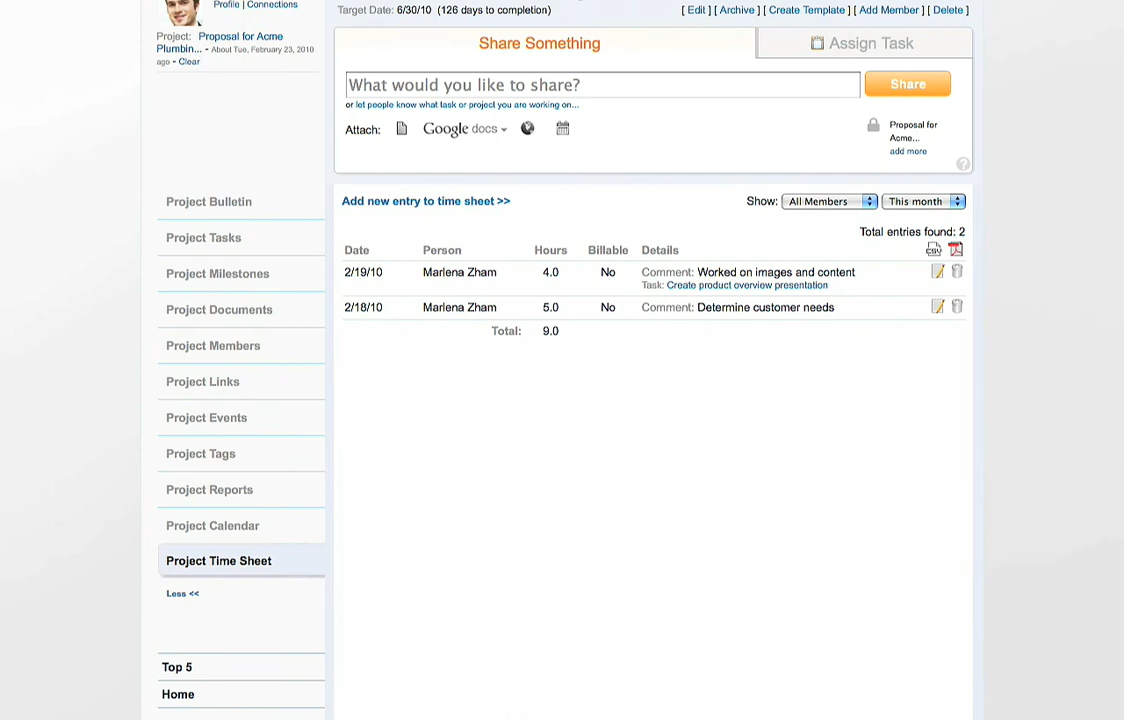 Profile | Connections
Project: Proposal for Acme
Plumbin... - About Tue, February 23, 2010
ago - Clear
Target Date: 6/30/10 (126 days to completion)
[ Edit ] [ Archive ] [ Create Template ] [ Add Member ] [ Delete ]
Share Something
Assign Task
What would you like to share?
Share
or let people know what task or project you are working on...
Attach:
Google docs
Proposal for
Acmo...
add more
?
Project Bulletin
Project Tasks
Project Milestones
Project Documents
Project Members
Project Links
Project Events
Project Tags
Project Reports
Project Calendar
Project Time Sheet
Less <<
Top 5
Home
Add new entry to time sheet >>
Show: All Members This month
Total entries found: 2
Date Person Hours Billable Details
CSV
2/19/10 Marlena Zham 4.0 No Comment: Worked on images and content
Task: Create product overview presentation
2/18/10 Marlena Zham 5.0 No Comment: Determine customer needs
Total: 9.0